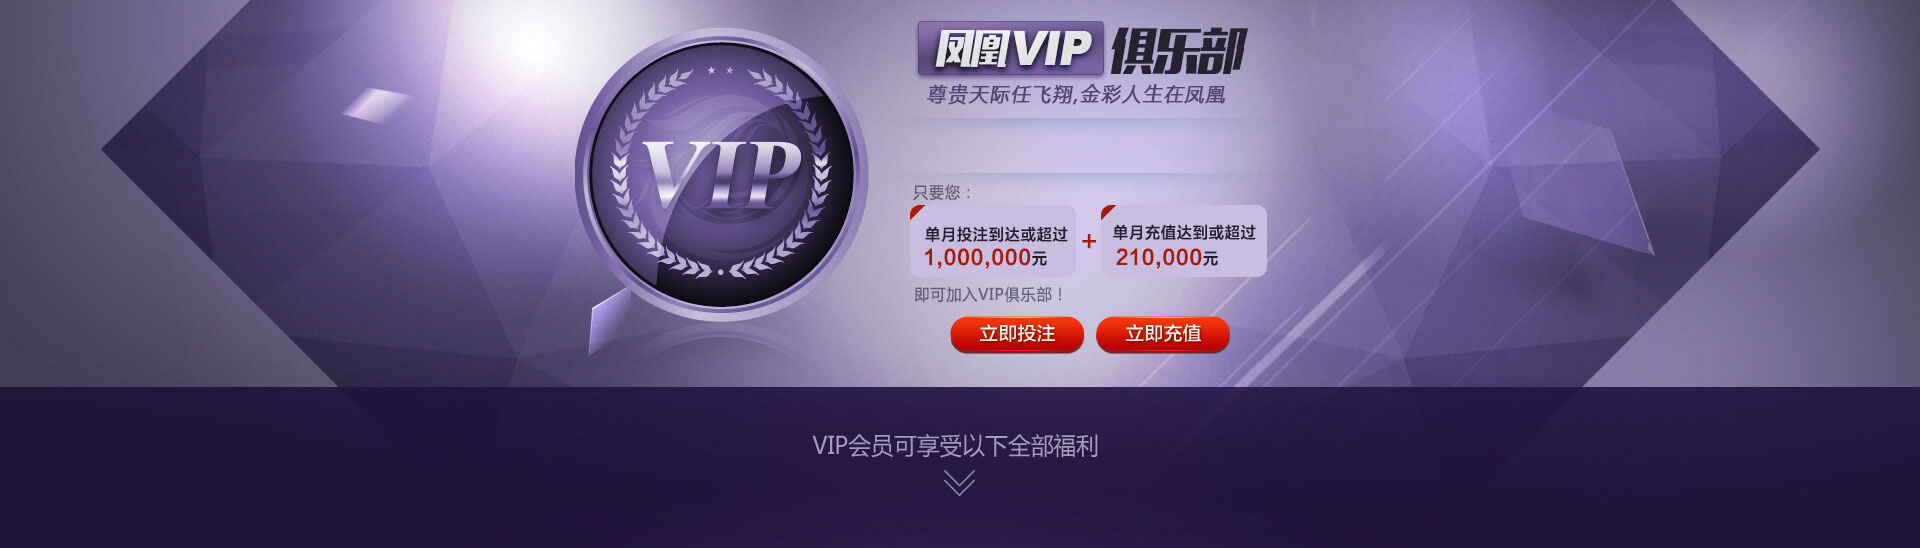 VIP
凤凰VIP俱乐部
尊贵天际任飞翔,金彩人生在凤凰
只要您：
单月投注到达或超过
1,000,000元
+
单月充值达到或超过
210,000元
即可加入VIP俱乐部！
立即投注 立即充值
VIP会员可享受以下全部福利